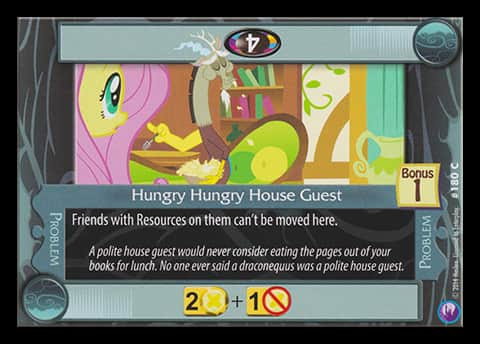 4
Hungry Hungry House Guest
Bonus
1
PROBLEM
Friends with Resources on them can't be moved here.
A polite house guest would never consider eating the pages out of your
books for lunch. No one ever said a draconequus was a polite house guest.
PROBLEM
#180 C
2 + 1